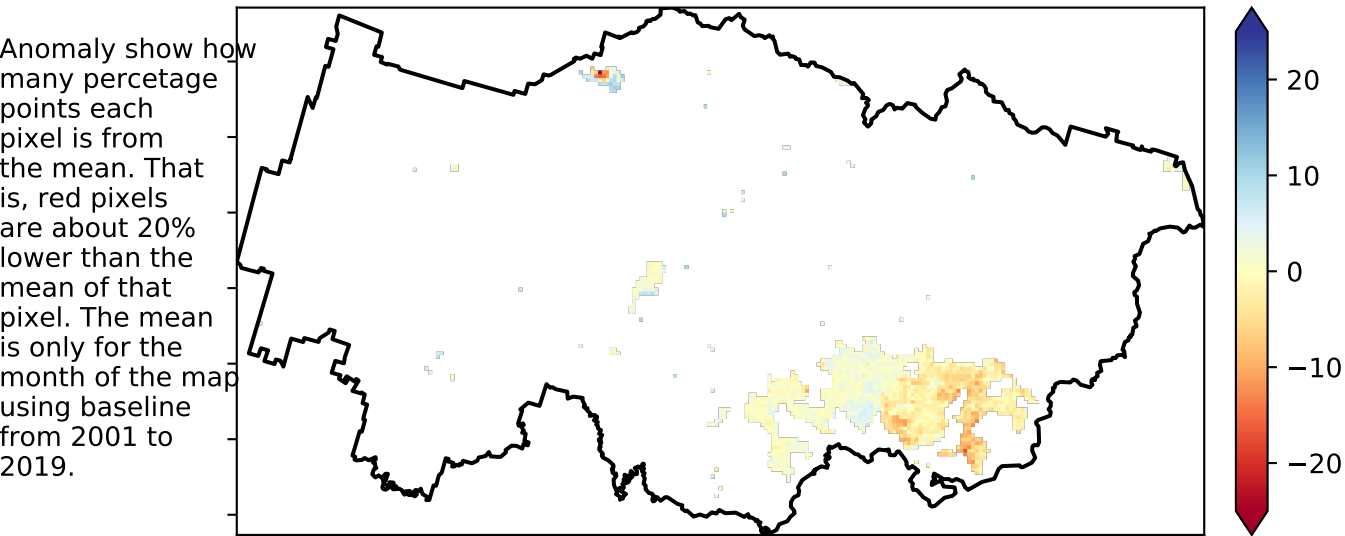 Anomaly show how
many percetage
points each
pixel is from
the mean. That
is, red pixels
are about 20%
lower than the
mean of that
pixel. The mean
is only for the
month of the map
using baseline
from 2001 to
2019.
20
10
0
−10
−20